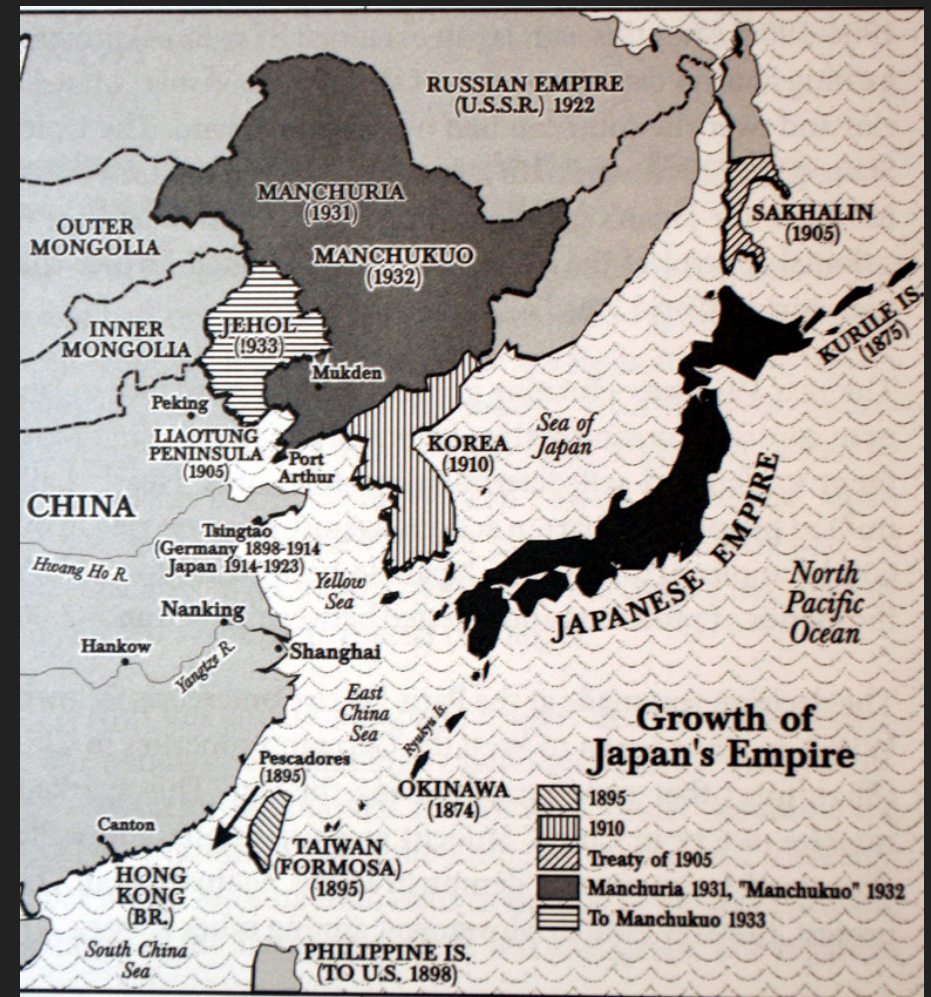 RUSSIAN EMPIRE
(U.S.S.R.) 1922
MANCHURIA
(1931)
MANCHUKUO
(1932)
OUTER
MONGOLIA
SAKHALIN
(1905)
KURILE IS.
(1875)
INNER
MONGOLIA
JEHOL
(1933)
Mukden
Peking
LIAOTUNG
PENINSULA
(1905)
Port
Arthur
KOREA
(1910)
Sea of
Japan
CHINA
Tsingtao
(Germany 1898-1914
Japan 1914-1923)
Hwang Ho R.
Yellow
Sea
JAPANESE EMPIRE
North
Pacific
Ocean
Nanking
Hankow
Yangtze R.
Shanghai
East
China
Sea
Ryukyu Is.
Pescadores
(1895)
OKINAWA
(1874)
Canton
TAIWAN
(FORMOSA)
(1895)
HONG
KONG
(BR.)
South China
Sea
PHILIPPINE IS.
(TO U.S. 1898)
Growth of
Japan's Empire
1895
1910
Treaty of 1905
Manchuria 1931, "Manchukuo" 1932
To Manchukuo 1933